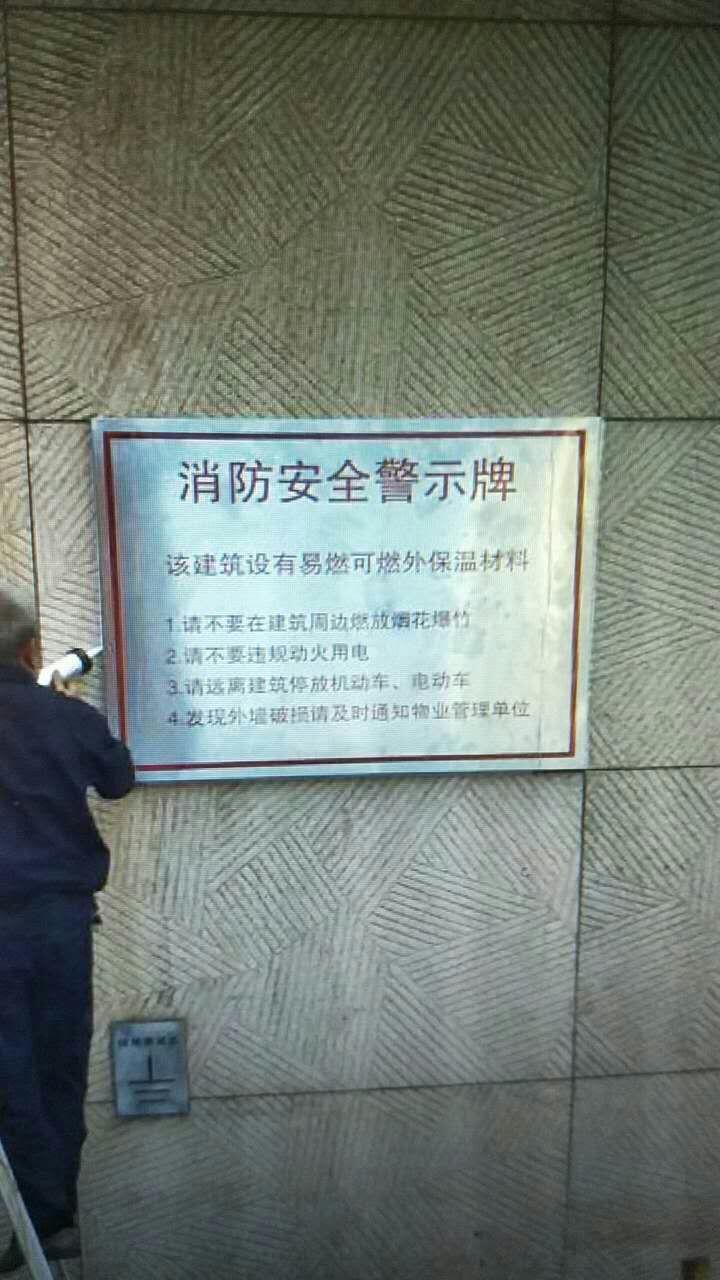 消防安全警示牌
该建筑设有易燃可燃外保温材料
1.请不要在建筑周边燃放烟花爆竹
2.请不要违规动火用电
3.请远离建筑停放机动车、电动车
4.发现外墙破损请及时通知物业管理单位